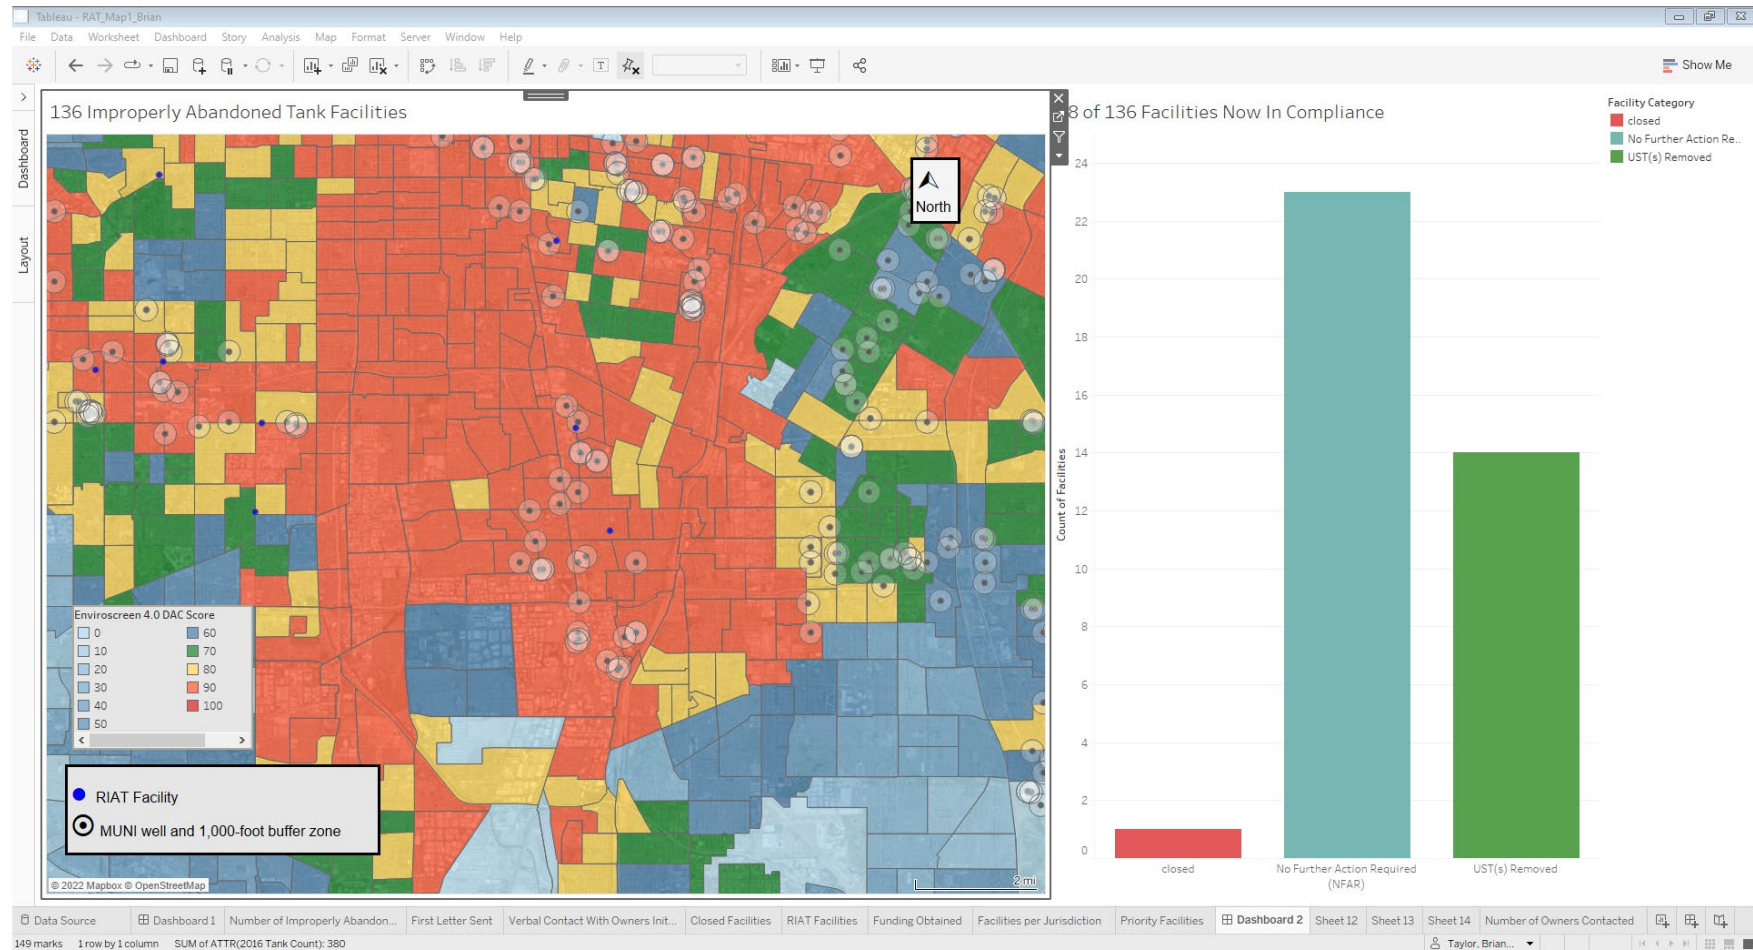 Tableau - RAT_Map1_Brian
File Data Worksheet Dashboard Story Analysis Map Format Server Window Help
Show Me
Dashboard
Layout
136 Improperly Abandoned Tank Facilities
North
Enviroscreen 4.0 DAC Score
0 60
10 70
20 80
30 90
40 100
50
RIAT Facility
MUNI well and 1,000-foot buffer zone
© 2022 Mapbox © OpenStreetMap
2 mi
8 of 136 Facilities Now In Compliance
Facility Category
closed
No Further Action Re..
UST(s) Removed
Count of Facilities
24
22
20
18
16
14
12
10
8
6
4
2
0
closed
No Further Action Required
(NFAR)
UST(s) Removed
Data Source Dashboard 1 Number of Improperly Abandon... First Letter Sent Verbal Contact With Owners Init... Closed Facilities RIAT Facilities Funding Obtained Facilities per Jurisdiction Priority Facilities Dashboard 2 Sheet 12 Sheet 13 Sheet 14 Number of Owners Contacted
149 marks 1 row by 1 column SUM of ATTR(2016 Tank Count): 380
Taylor, Brian...